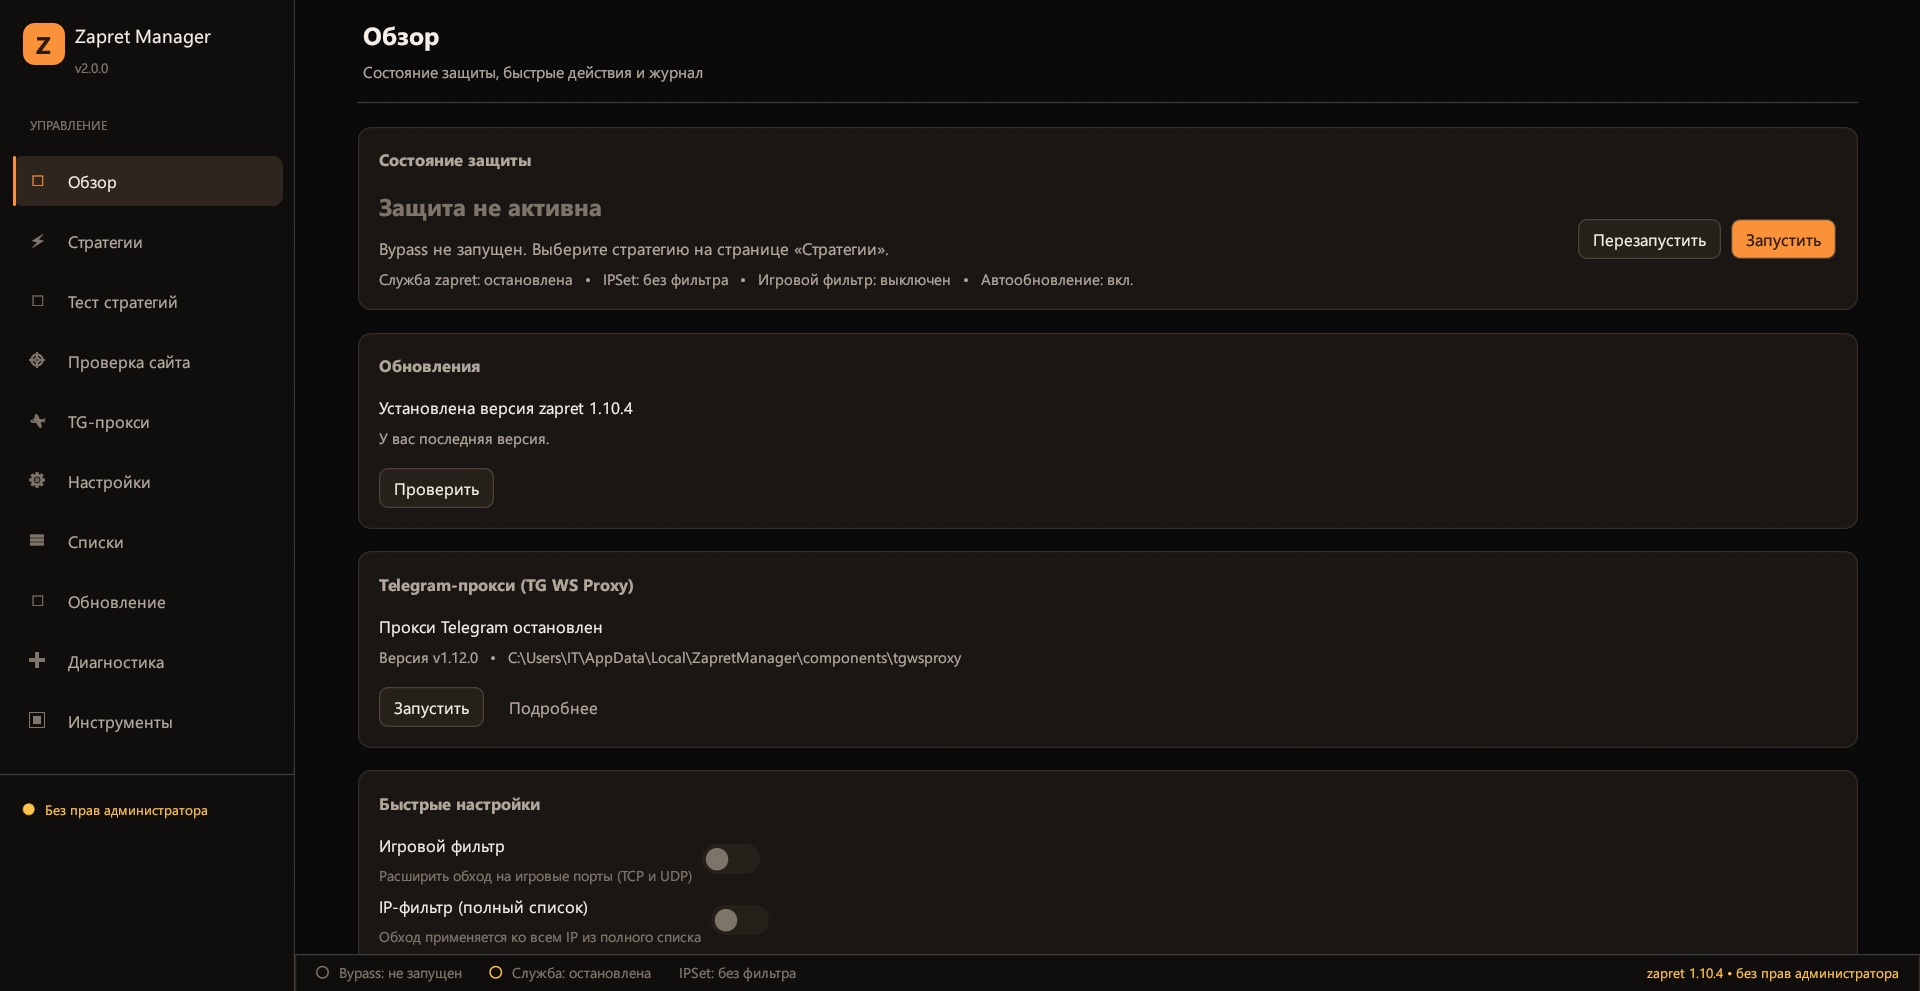 Z
Zapret Manager
v2.0.0
УПРАВЛЕНИЕ
Обзор
Стратегии
Тест стратегий
Проверка сайта
TG-прокси
Настройки
Списки
Обновление
Диагностика
Инструменты
Без прав администратора
Обзор
Состояние защиты, быстрые действия и журнал
Состояние защиты
Защита не активна
Bypass не запущен. Выберите стратегию на странице «Стратегии».
Служба zapret: остановлена • IPSet: без фильтра • Игровой фильтр: выключен • Автообновление: вкл.
Перезапустить
Запустить
Обновления
Установлена версия zapret 1.10.4
У вас последняя версия.
Проверить
Telegram-прокси (TG WS Proxy)
Прокси Telegram остановлен
Версия v1.12.0 • C:\Users\IT\AppData\Local\ZapretManager\components\tgwsproxy
Запустить
Подробнее
Быстрые настройки
Игровой фильтр
Расширить обход на игровые порты (TCP и UDP)
IP-фильтр (полный список)
Обход применяется ко всем IP из полного списка
Bypass: не запущен
Служба: остановлена
IPSet: без фильтра
zapret 1.10.4 • без прав администратора